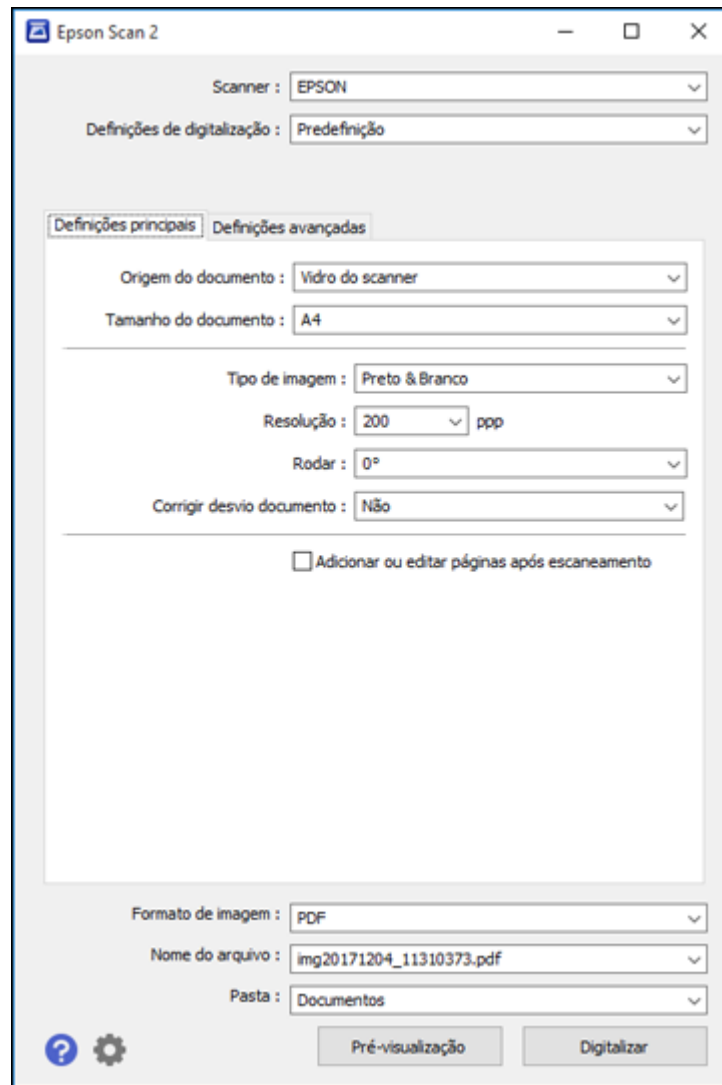 Epson Scan 2
Scanner : EPSON
Definições de digitalização : Predefinição
Definições principais Definições avançadas
Origem do documento : Vidro do scanner
Tamanho do documento : A4
Tipo de imagem : Preto & Branco
Resolução : 200 ppp
Rodar : 0°
Corrigir desvio documento : Não
Adicionar ou editar páginas após escaneamento
Formato de imagem : PDF
Nome do arquivo : img20171204_11310373.pdf
Pasta : Documentos
? Pré-visualização Digitalizar